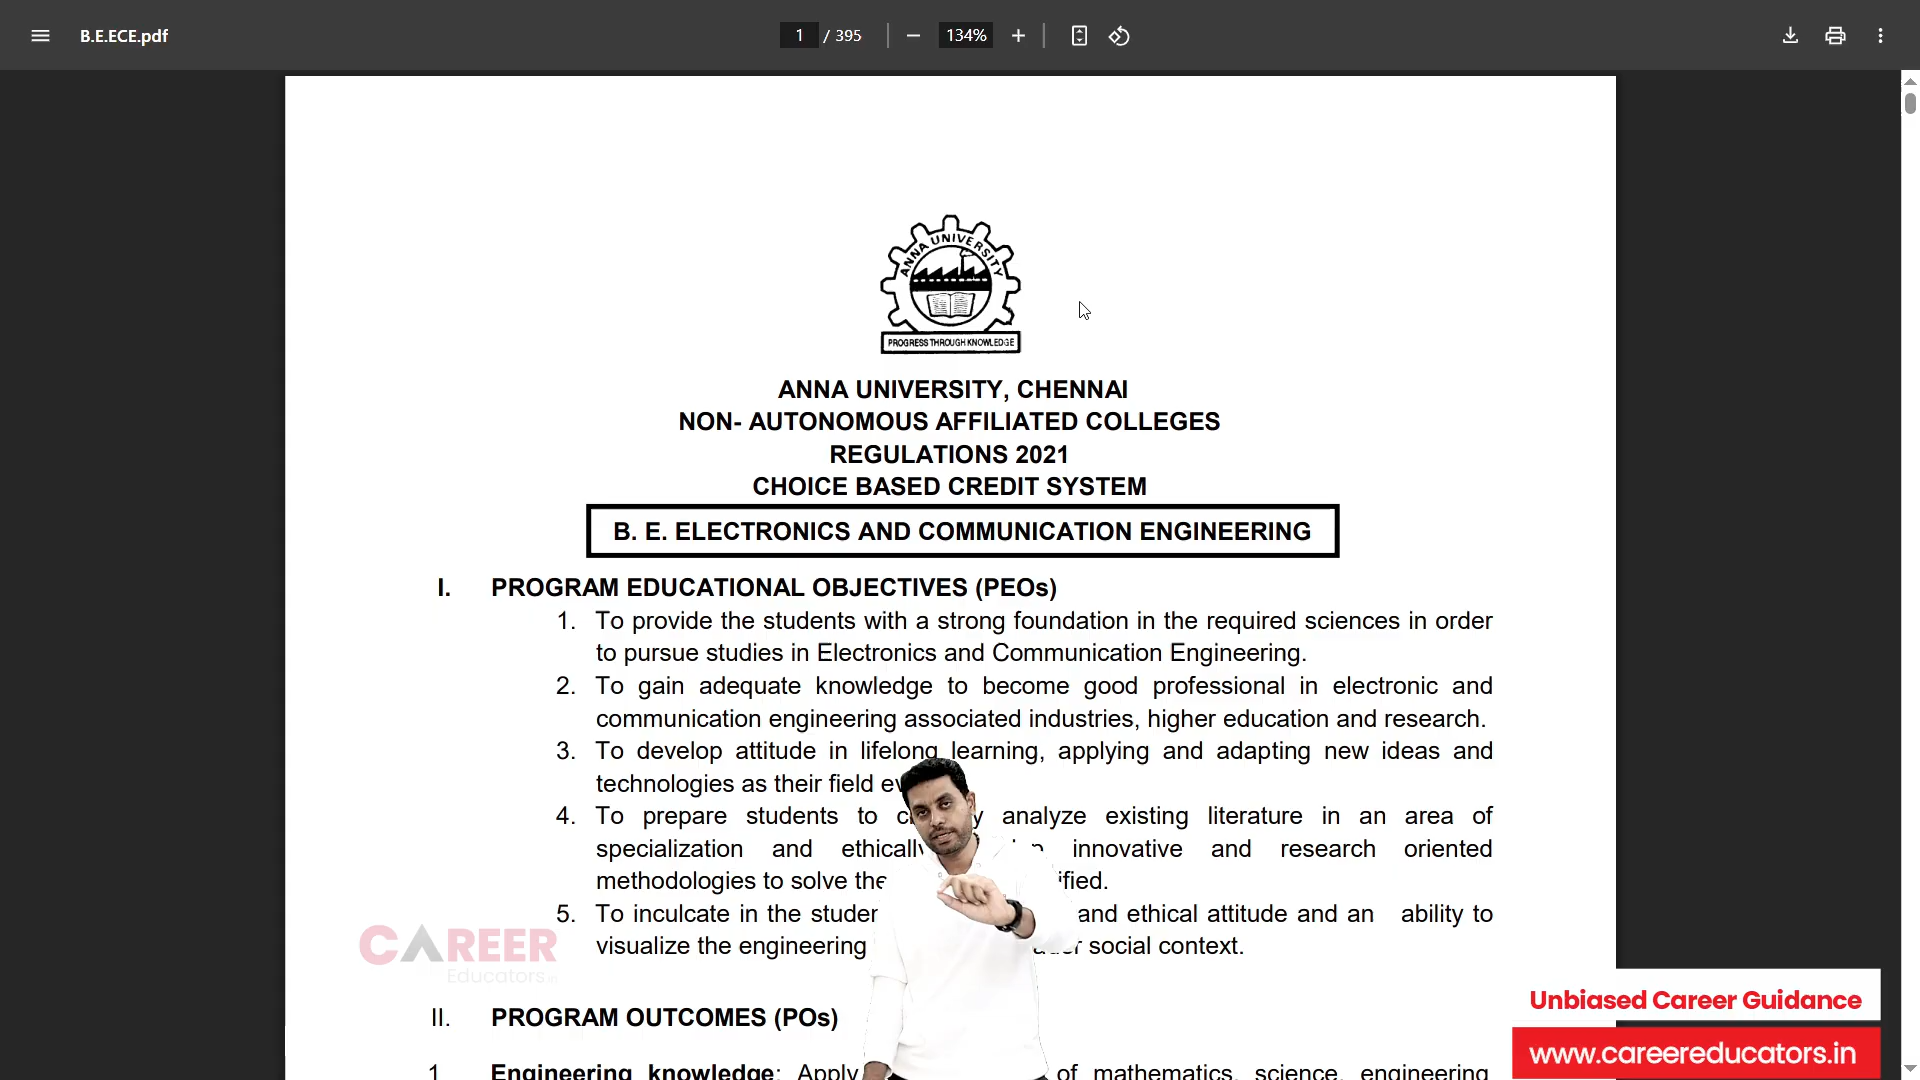 B.E.ECE.pdf
1 / 395
134%
ANNA UNIVERSITY
PROGRESS THROUGH KNOWLEDGE
ANNA UNIVERSITY, CHENNAI
NON- AUTONOMOUS AFFILIATED COLLEGES
REGULATIONS 2021
CHOICE BASED CREDIT SYSTEM
B. E. ELECTRONICS AND COMMUNICATION ENGINEERING
I. PROGRAM EDUCATIONAL OBJECTIVES (PEOs)
1. To provide the students with a strong foundation in the required sciences in order
to pursue studies in Electronics and Communication Engineering.
2. To gain adequate knowledge to become good professional in electronic and
communication engineering associated industries, higher education and research.
3. To develop attitude in lifelong learning, applying and adapting new ideas and
technologies as their field
4. To prepare students to analyze existing literature in an area of
specialization and innovative and research oriented
methodologies to solve the
5. To inculcate in the and ethical attitude and an ability to
visualize the engineering social context.
CAREER
Educators.in
II. PROGRAM OUTCOMES (POs)
1 Engineering knowledge: Apply of mathematics, science, engineering
Unbiased Career Guidance
www.careereducators.in